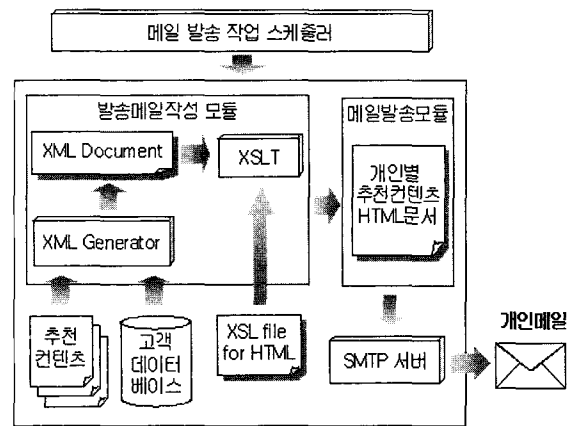 메일 발송 작업 스케줄러
발송메일작성 모듈
메일발송모듈
XML Document
XSLT
개인별
추천컨텐츠
HTML문서
XML Generator
추천
컨텐츠
고객
데이터
베이스
XSL file
for HTML
SMTP 서버
개인메일